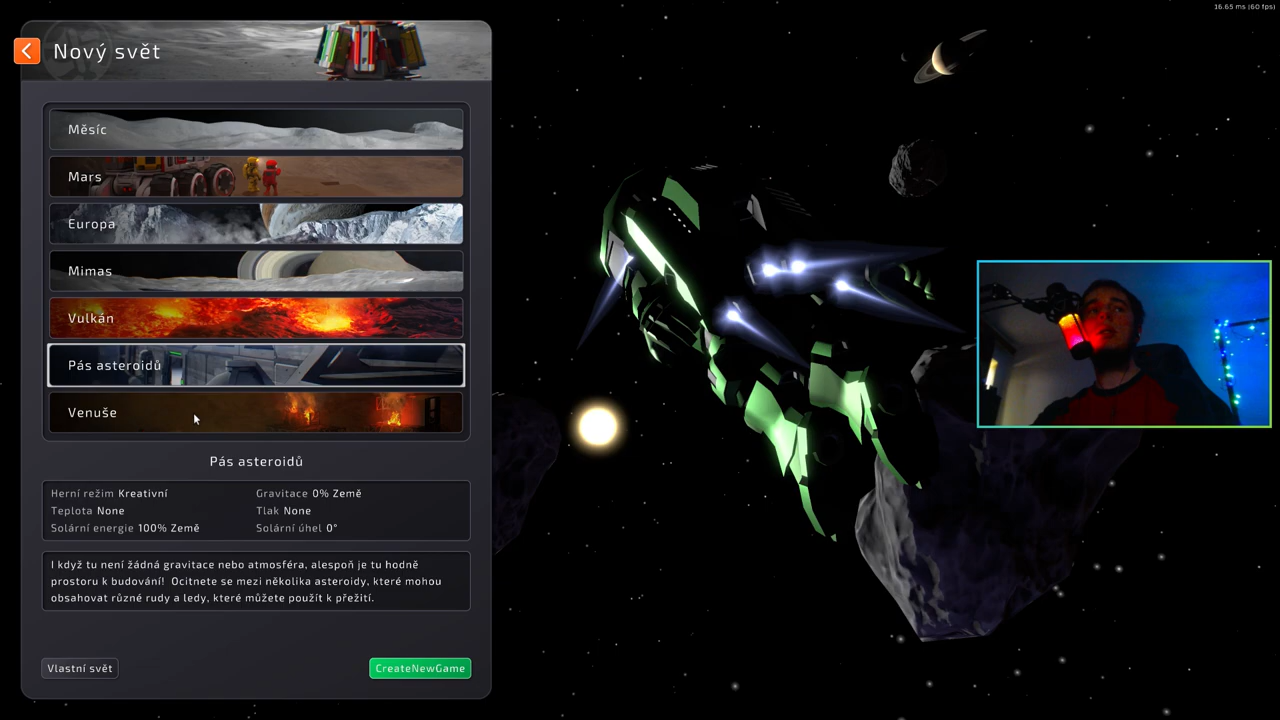 16.65 ms (60 fps)
Nový svět
Měsíc
Mars
Europa
Mimas
Vulkán
Pás asteroidů
Venuše
Pás asteroidů
Herní režim Kreativní
Gravitace 0% Země
Teplota None
Tlak None
Solární energie 100% Země
Solární úhel 0°
I když tu není žádná gravitace nebo atmosféra, alespoň je tu hodně
prostoru k budování!  Ocitnete se mezi několika asteroidy, které mohou
obsahovat různé rudy a ledy, které můžete použít k přežití.
Vlastní svět
CreateNewGame